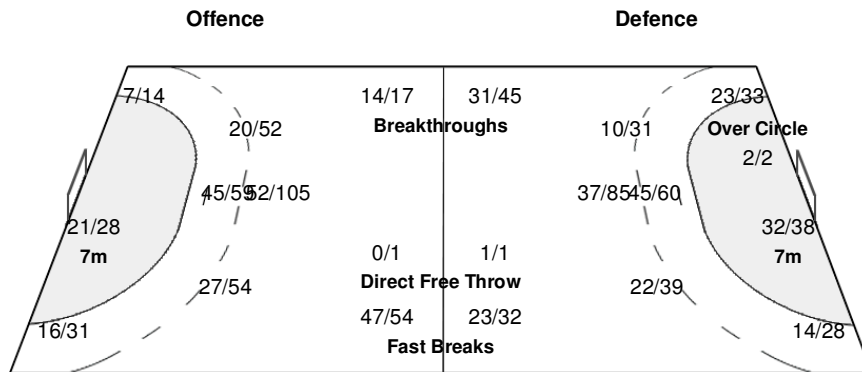 Offence Defence
7/14 14/17 31/45 23/33
20/52 Breakthroughs 10/31 Over Circle
2/2
45/59 52/105 37/85 45/60
21/28 32/38
7m 0/1 1/1 7m
27/54 Direct Free Throw 22/39
16/31 47/54 23/32 14/28
Fast Breaks